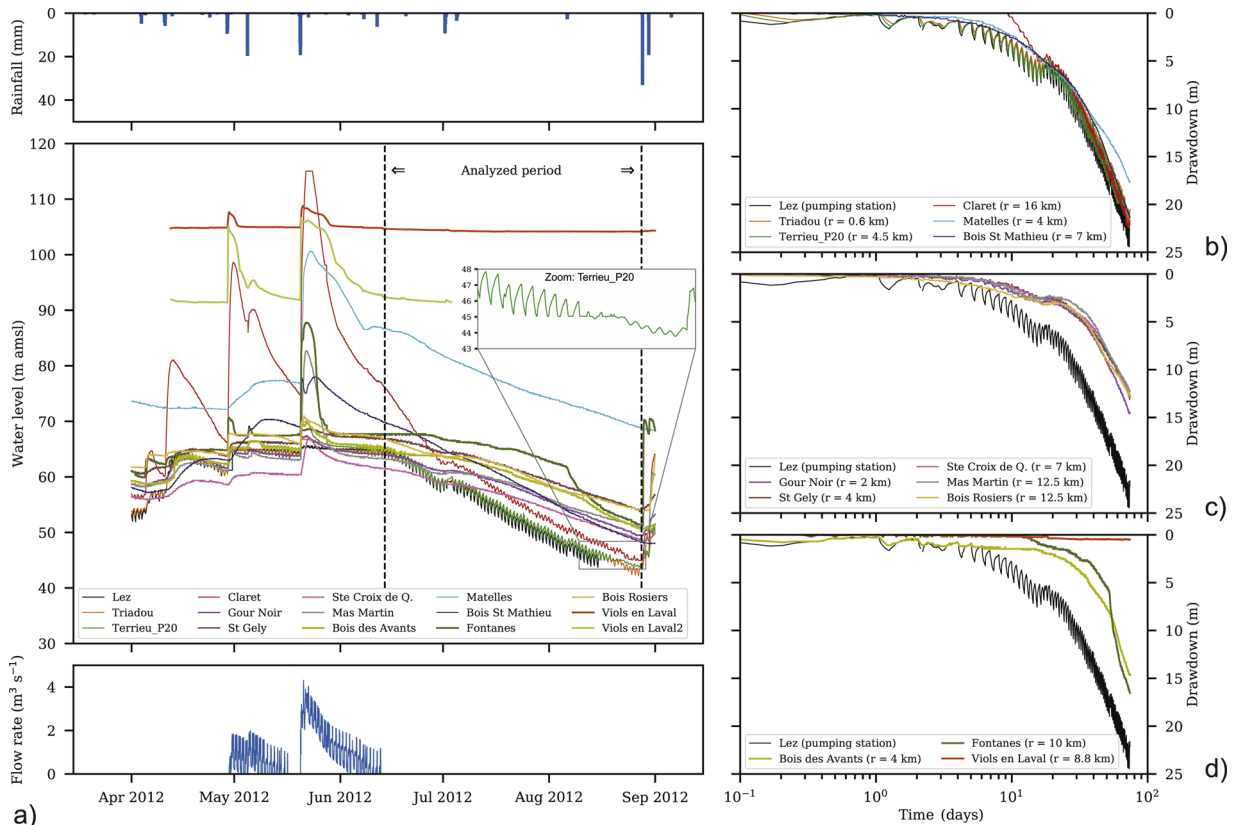 Rainfall (mm)
0
20
40
Water level (m amsl)
120
110
100
90
80
70
60
50
40
30
⇐ Analyzed period ⇒
Zoom: Terrieu_P20
48
47
46
45
44
43
Lez
Claret
Ste Croix de Q.
Matelles
Bois Rosiers
Triadou
Gour Noir
Mas Martin
Bois St Mathieu
Viols en Laval
Terrieu_P20
St Gely
Bois des Avants
Fontanes
Viols en Laval2
Flow rate (m³ s⁻¹)
4
2
0
Apr 2012 May 2012 Jun 2012 Jul 2012 Aug 2012 Sep 2012
a)
0
5
10
15
20
25
Drawdown (m)
Lez (pumping station)
Claret (r = 16 km)
Triadou (r = 0.6 km)
Matelles (r = 4 km)
Terrieu_P20 (r = 4.5 km)
Bois St Mathieu (r = 7 km)
b)
0
5
10
15
20
25
Drawdown (m)
Lez (pumping station)
Ste Croix de Q. (r = 7 km)
Gour Noir (r = 2 km)
Mas Martin (r = 12.5 km)
St Gely (r = 4 km)
Bois Rosiers (r = 12.5 km)
c)
0
5
10
15
20
25
Drawdown (m)
Lez (pumping station)
Fontanes (r = 10 km)
Bois des Avants (r = 4 km)
Viols en Laval (r = 8.8 km)
d)
10⁻¹ 10⁰ 10¹ 10²
Time (days)